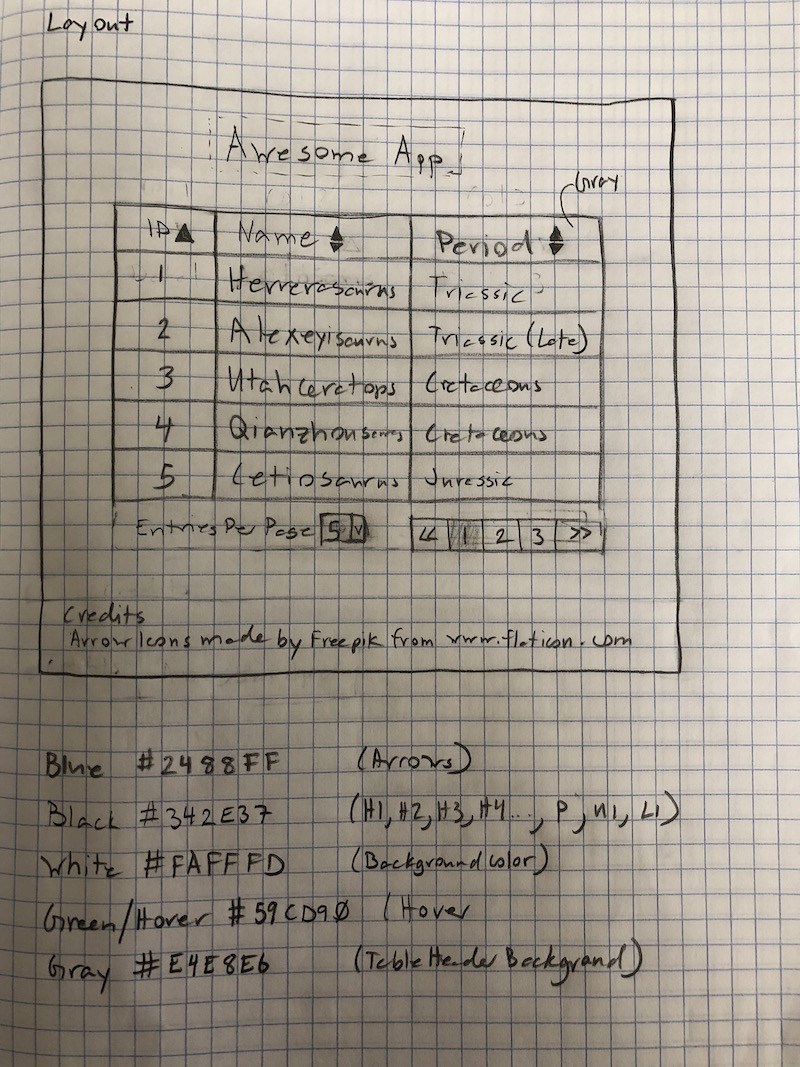 Layout
Awesome App
Gray
ID Name Period
1 Herrerasaurus Triassic
2 Alexeyisaurus Triassic (Late)
3 Utahceratops Cretaceous
4 Qianzhousaurus Cretaceous
5 Cetiosaurus Jurassic
Entries Per Page 5 v << 1 2 3 >>
Credits
Arrow Icons made by Freepik from www.flaticon.com
Blue #2488FF (Arrows)
Black #342E37 (H1, H2, H3, H4..., P, ul, LI)
White #FAFFFD (Background color)
Green/Hover #59CD90 (Hover
Gray #E4E8E6 (Table Header Background)